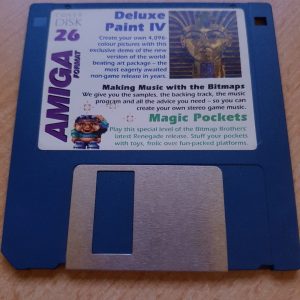 COVER
DISK
26
AMIGA
FORMAT
Deluxe
Paint IV
Create your own 4,096-
colour pictures with this
exclusive demo of the new
version of the world
beating art package – the
most eagerly awaited
non-game release in years.
Making Music with the Bitmaps
We give you the samples, the backing track, the music
program and all the advice you need – so you can
create your own stereo game music.
Magic Pockets
Play this special level of the Bitmap Brothers'
latest Renegade release. Stuff your pockets
with toys, frolic over fun-packed platforms.